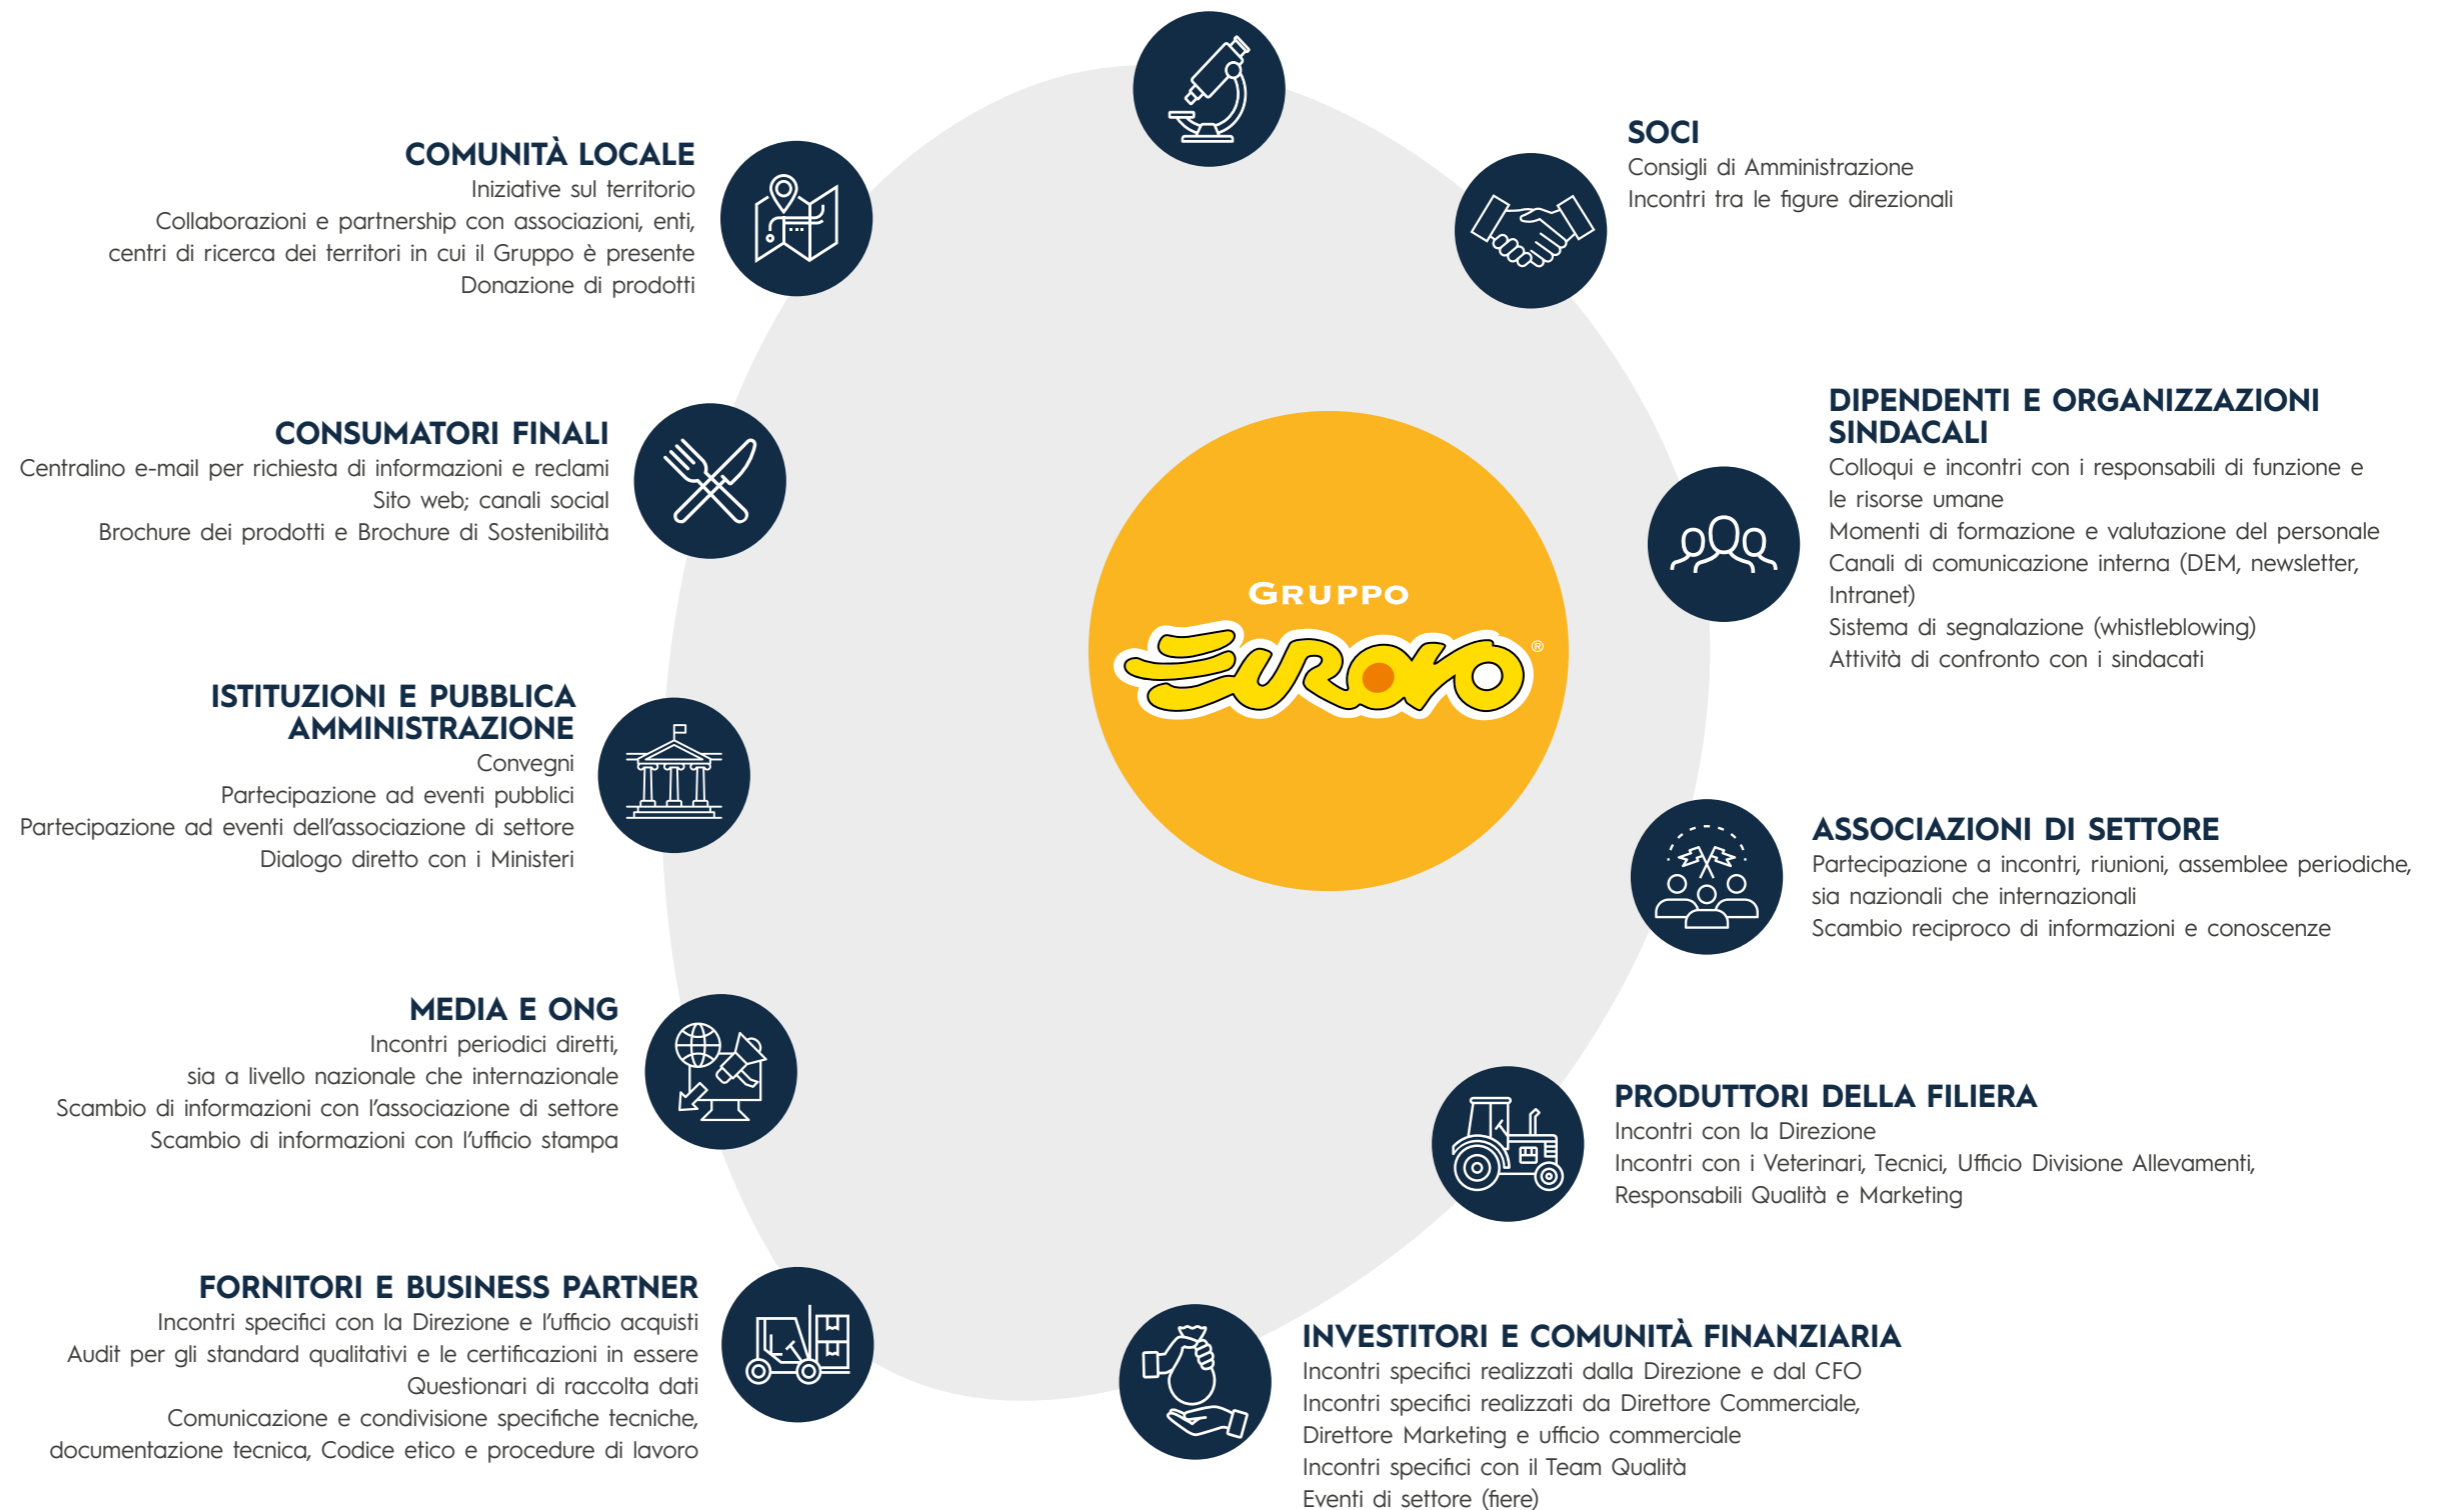 COMUNITÀ LOCALE
Iniziative sul territorio
Collaborazioni e partnership con associazioni, enti,
centri di ricerca dei territori in cui il Gruppo è presente
Donazione di prodotti
CONSUMATORI FINALI
Centralino e-mail per richiesta di informazioni e reclami
Sito web; canali social
Brochure dei prodotti e Brochure di Sostenibilità
ISTITUZIONI E PUBBLICA
AMMINISTRAZIONE
Convegni
Partecipazione ad eventi pubblici
Partecipazione ad eventi dell'associazione di settore
Dialogo diretto con i Ministeri
MEDIA E ONG
Incontri periodici diretti,
sia a livello nazionale che internazionale
Scambio di informazioni con l'associazione di settore
Scambio di informazioni con l'ufficio stampa
FORNITORI E BUSINESS PARTNER
Incontri specifici con la Direzione e l'ufficio acquisti
Audit per gli standard qualitativi e le certificazioni in essere
Questionari di raccolta dati
Comunicazione e condivisione specifiche tecniche,
documentazione tecnica, Codice etico e procedure di lavoro
GRUPPO
EUROVO®
SOCI
Consigli di Amministrazione
Incontri tra le figure direzionali
DIPENDENTI E ORGANIZZAZIONI
SINDACALI
Colloqui e incontri con i responsabili di funzione e
le risorse umane
Momenti di formazione e valutazione del personale
Canali di comunicazione interna (DEM, newsletter,
Intranet)
Sistema di segnalazione (whistleblowing)
Attività di confronto con i sindacati
ASSOCIAZIONI DI SETTORE
Partecipazione a incontri, riunioni, assemblee periodiche,
sia nazionali che internazionali
Scambio reciproco di informazioni e conoscenze
PRODUTTORI DELLA FILIERA
Incontri con la Direzione
Incontri con i Veterinari, Tecnici, Ufficio Divisione Allevamenti,
Responsabili Qualità e Marketing
INVESTITORI E COMUNITÀ FINANZIARIA
Incontri specifici realizzati dalla Direzione e dal CFO
Incontri specifici realizzati da Direttore Commerciale,
Direttore Marketing e ufficio commerciale
Incontri specifici con il Team Qualità
Eventi di settore (fiere)